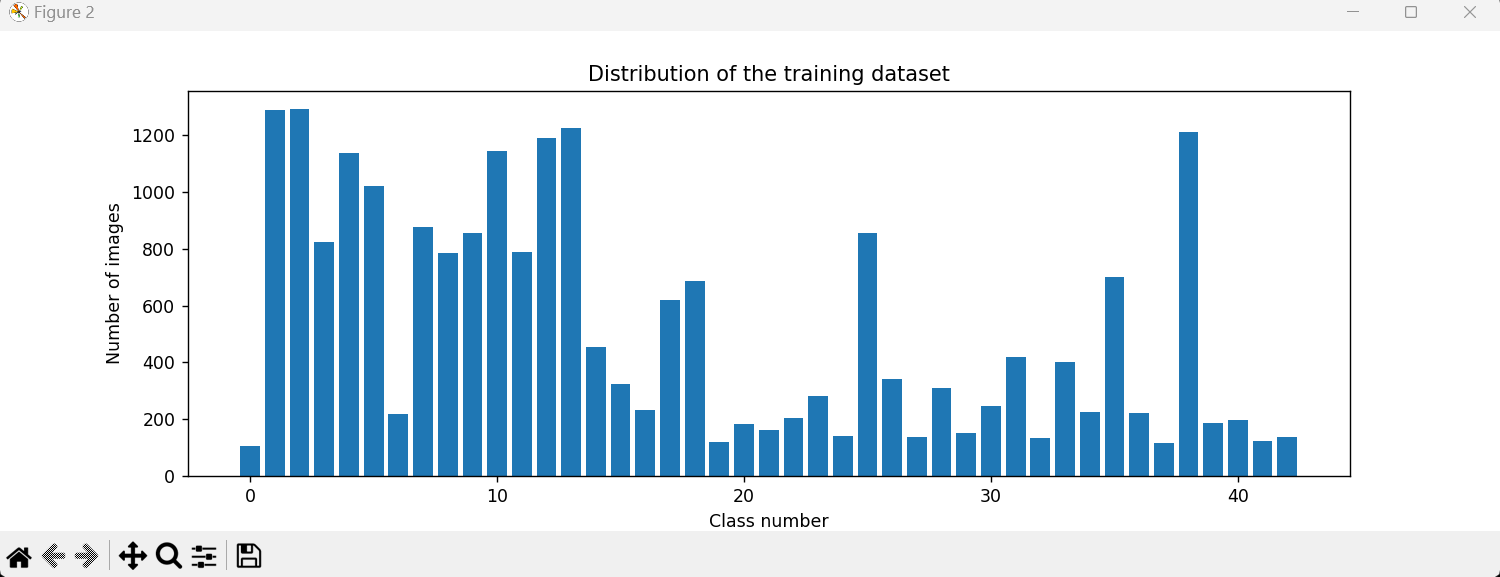 Figure 2
Distribution of the training dataset
Number of images
1200
1000
800
600
400
200
0
0 10 20 30 40
Class number